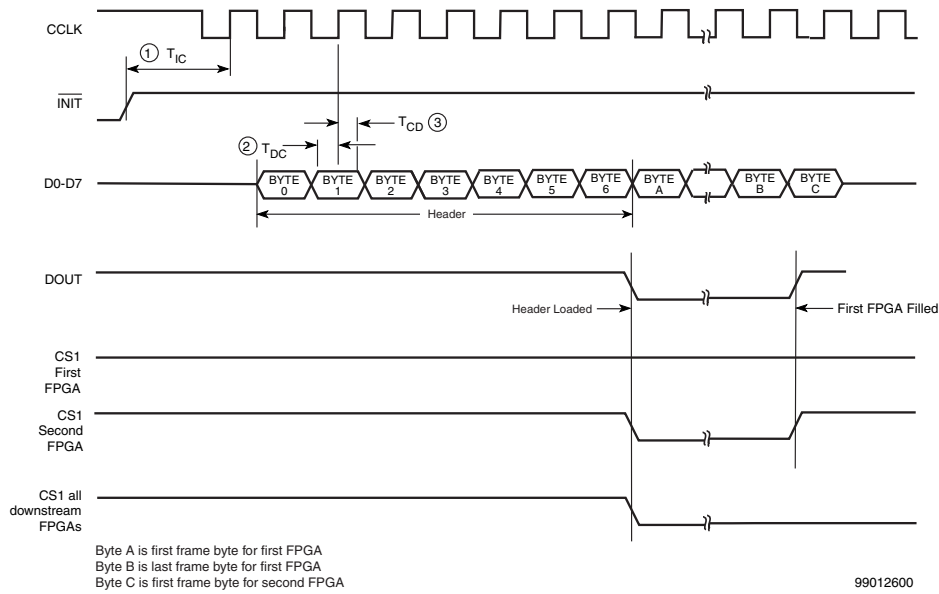 CCLK
① T_IC
INIT
T_CD ③
② T_DC
D0-D7
BYTE 0
BYTE 1
BYTE 2
BYTE 3
BYTE 4
BYTE 5
BYTE 6
BYTE A
BYTE B
BYTE C
Header
DOUT
Header Loaded
First FPGA Filled
CS1
First
FPGA
CS1
Second
FPGA
CS1 all
downstream
FPGAs
Byte A is first frame byte for first FPGA
Byte B is last frame byte for first FPGA
Byte C is first frame byte for second FPGA
99012600